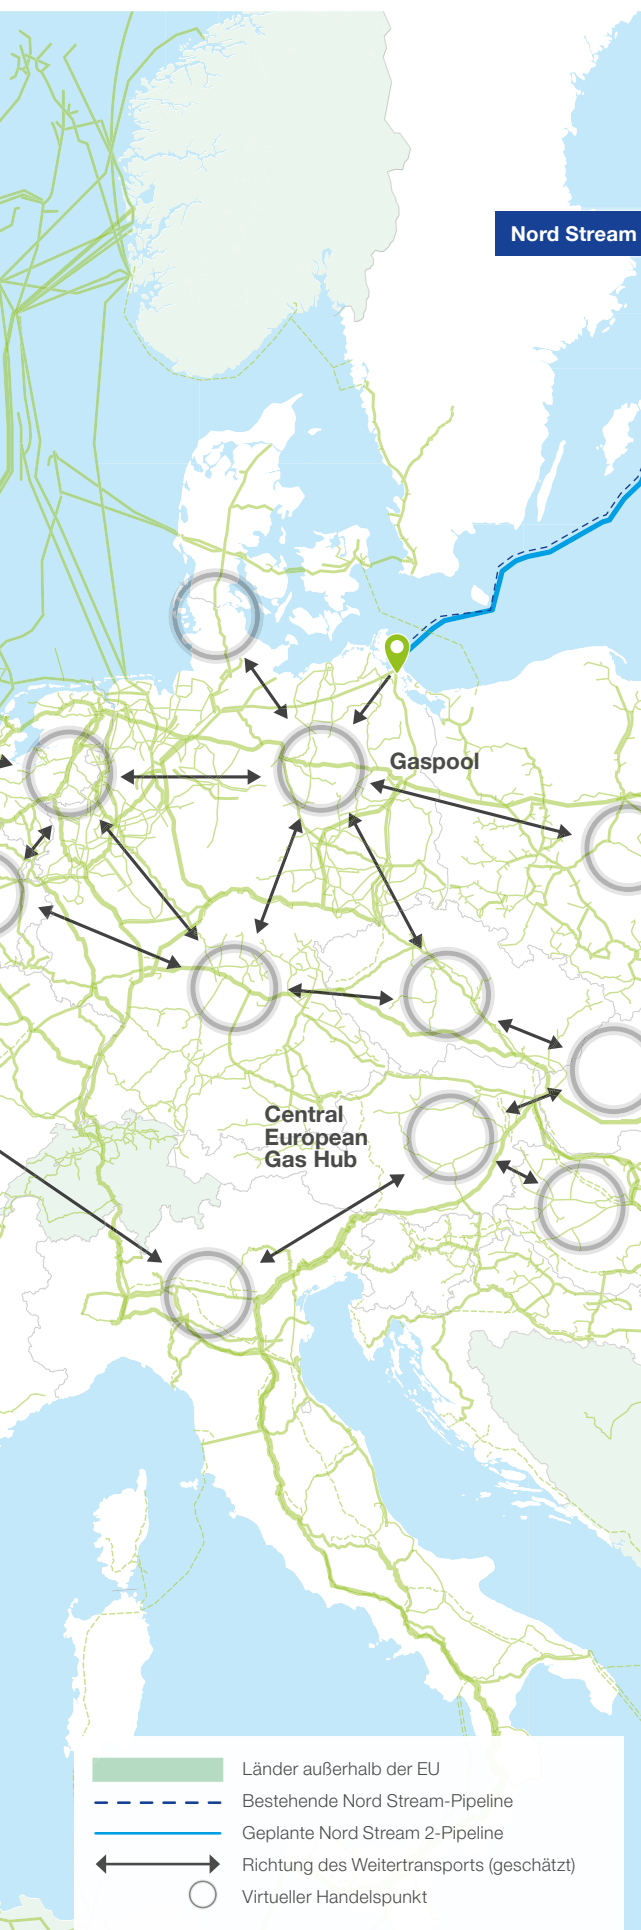 Nord Stream
Gaspool
Central
European
Gas Hub
Länder außerhalb der EU
Bestehende Nord Stream-Pipeline
Geplante Nord Stream 2-Pipeline
Richtung des Weitertransports (geschätzt)
Virtueller Handelspunkt